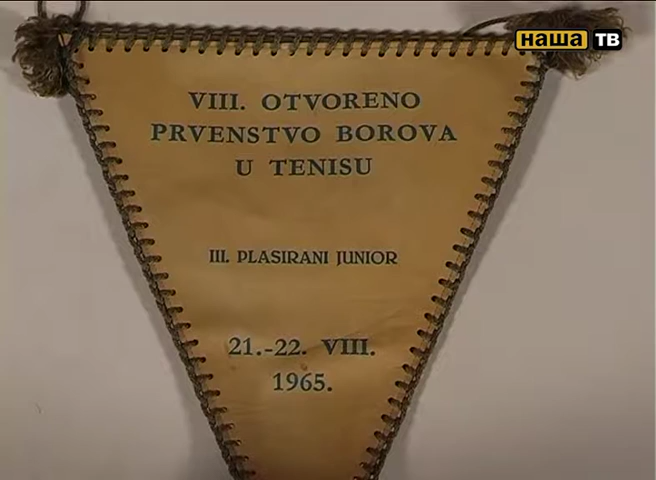 наша ТВ
VIII. OTVORENO
PRVENSTVO BOROVA
U TENISU
III. PLASIRANI JUNIOR
21.-22. VIII.
1965.